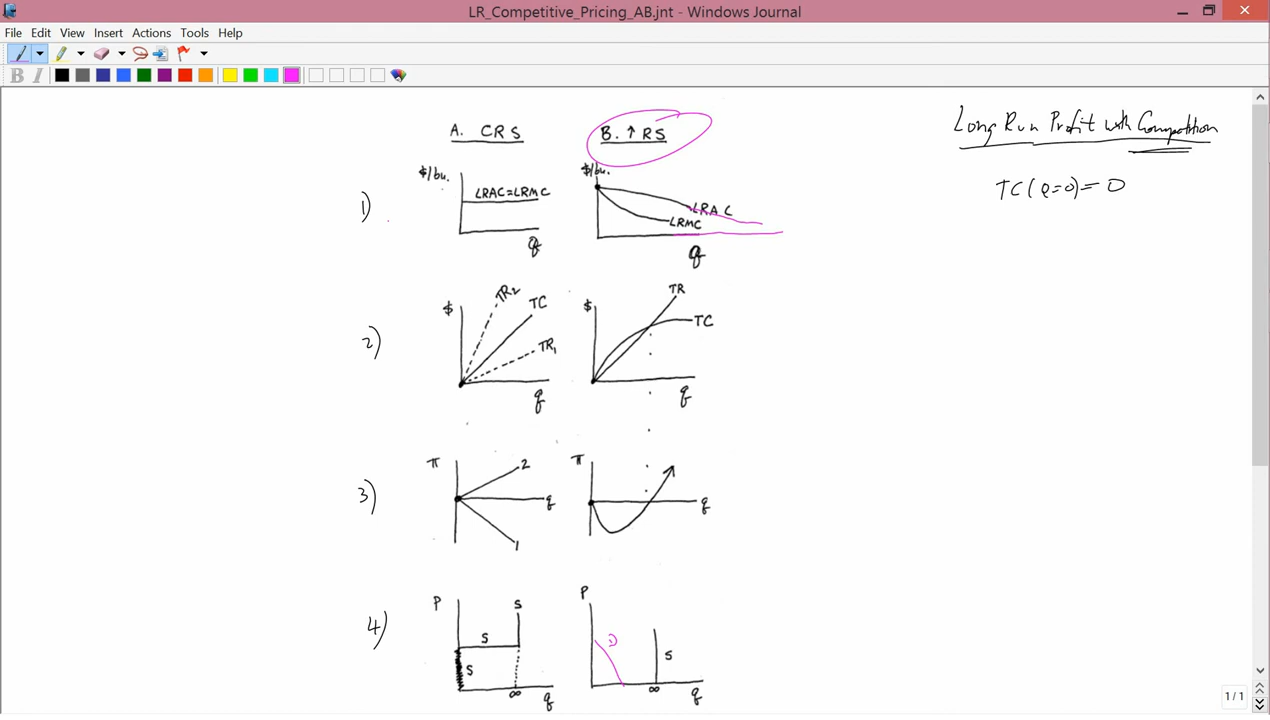 LR_Competitive_Pricing_AB.jnt - Windows Journal
File Edit View Insert Actions Tools Help
B I
A. CRS
B. ↑ RS
Long Run Profit with Competition
TC(Q=0)=0
1)
$/bu.
LRAC=LRMC
q
$/bu.
LRAC
LRMC
q
2)
$
TR2
TC
TR1
q
$
TR
TC
q
3)
π
2
q
1
π
q
4)
P
S
S
S
∞
q
P
D
S
∞
q
1/1